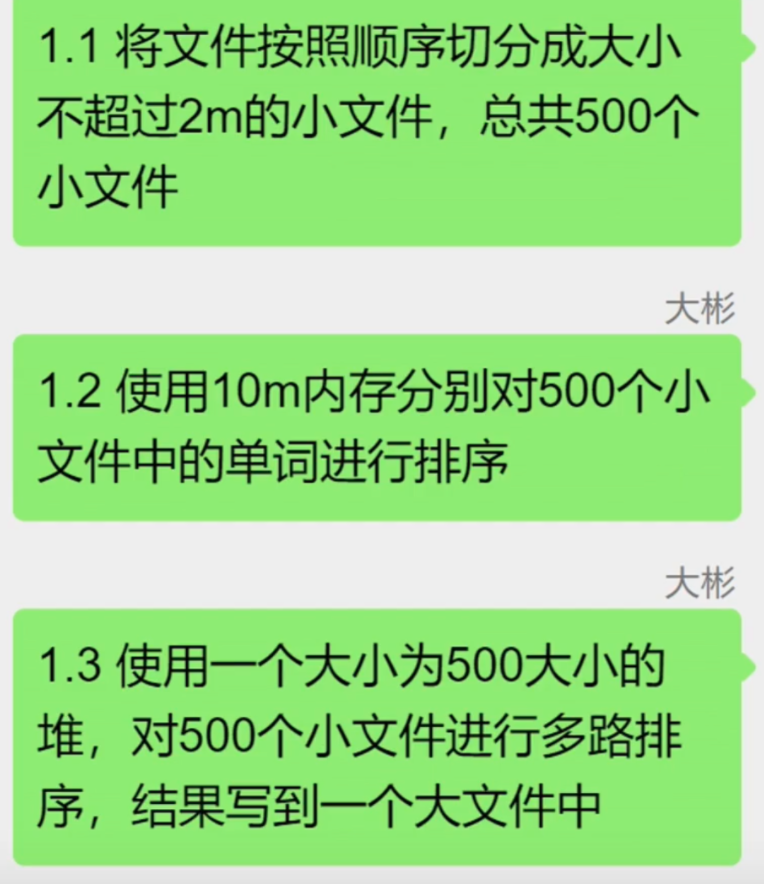 1.1 将文件按照顺序切分成大小
不超过2m的小文件，总共500个
小文件
大彬
1.2 使用10m内存分别对500个小
文件中的单词进行排序
大彬
1.3 使用一个大小为500大小的
堆，对500个小文件进行多路排
序，结果写到一个大文件中